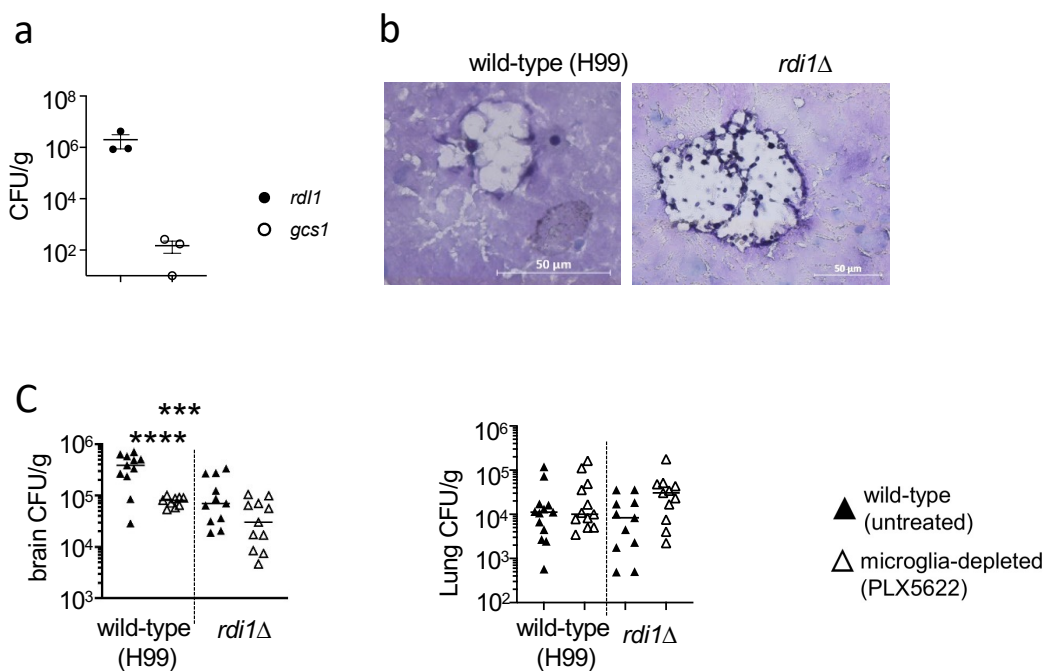 a
CFU/g
10⁸
10⁶
10⁴
10²
rdl1
gcs1
b
wild-type (H99)
rdi1Δ
50 µm
50 µm
C
brain CFU/g
10⁶
10⁵
10⁴
10³
***
****
wild-type
(H99)
rdi1Δ
Lung CFU/g
10⁶
10⁵
10⁴
10³
10²
wild-type
(H99)
rdi1Δ
wild-type
(untreated)
microglia-depleted
(PLX5622)